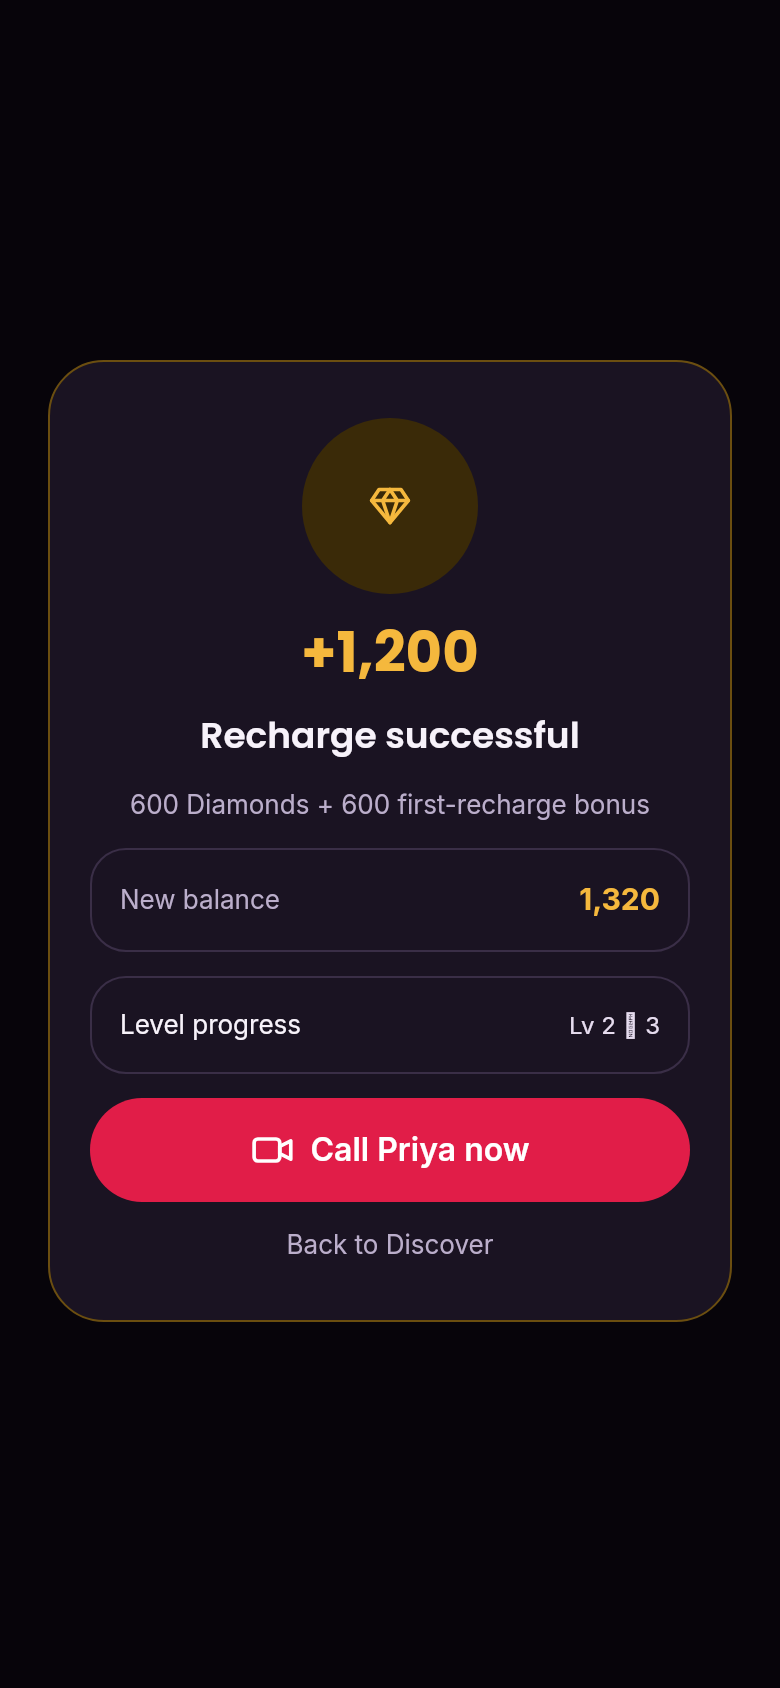 +1,200
Recharge successful
600 Diamonds + 600 first-recharge bonus
New balance 1,320
Level progress Lv 2 3
Call Priya now
Back to Discover